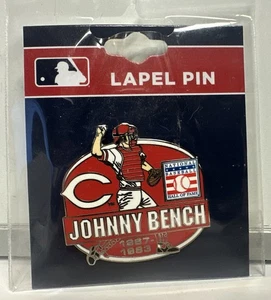 LAPEL PIN
NATIONAL
BASEBALL
HALL OF FAME
JOHNNY BENCH
1967-
1983